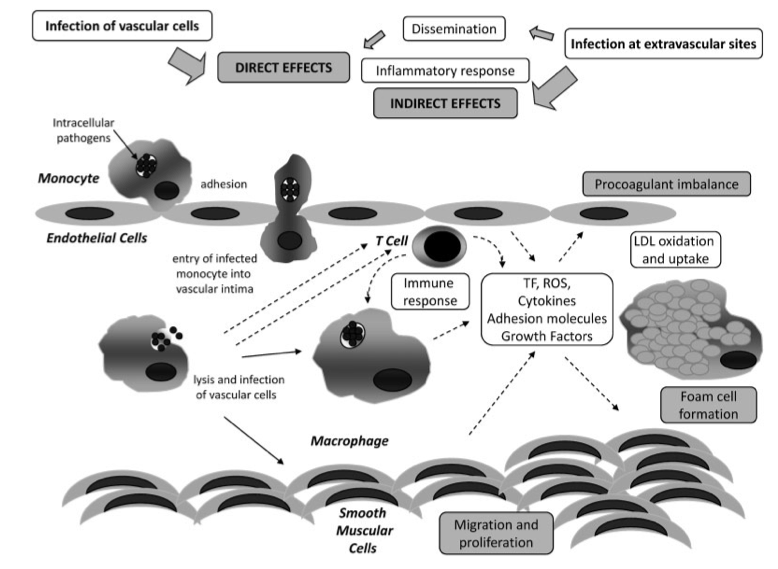 Infection of vascular cells
Dissemination
Infection at extravascular sites
DIRECT EFFECTS
Inflammatory response
INDIRECT EFFECTS
Intracellular
pathogens
Monocyte
adhesion
Procoagulant imbalance
Endothelial Cells
T Cell
LDL oxidation
and uptake
entry of infected
monocyte into
vascular intima
Immune
response
TF, ROS,
Cytokines
Adhesion molecules
Growth Factors
lysis and infection
of vascular cells
Foam cell
formation
Macrophage
Smooth
Muscular
Cells
Migration and
proliferation